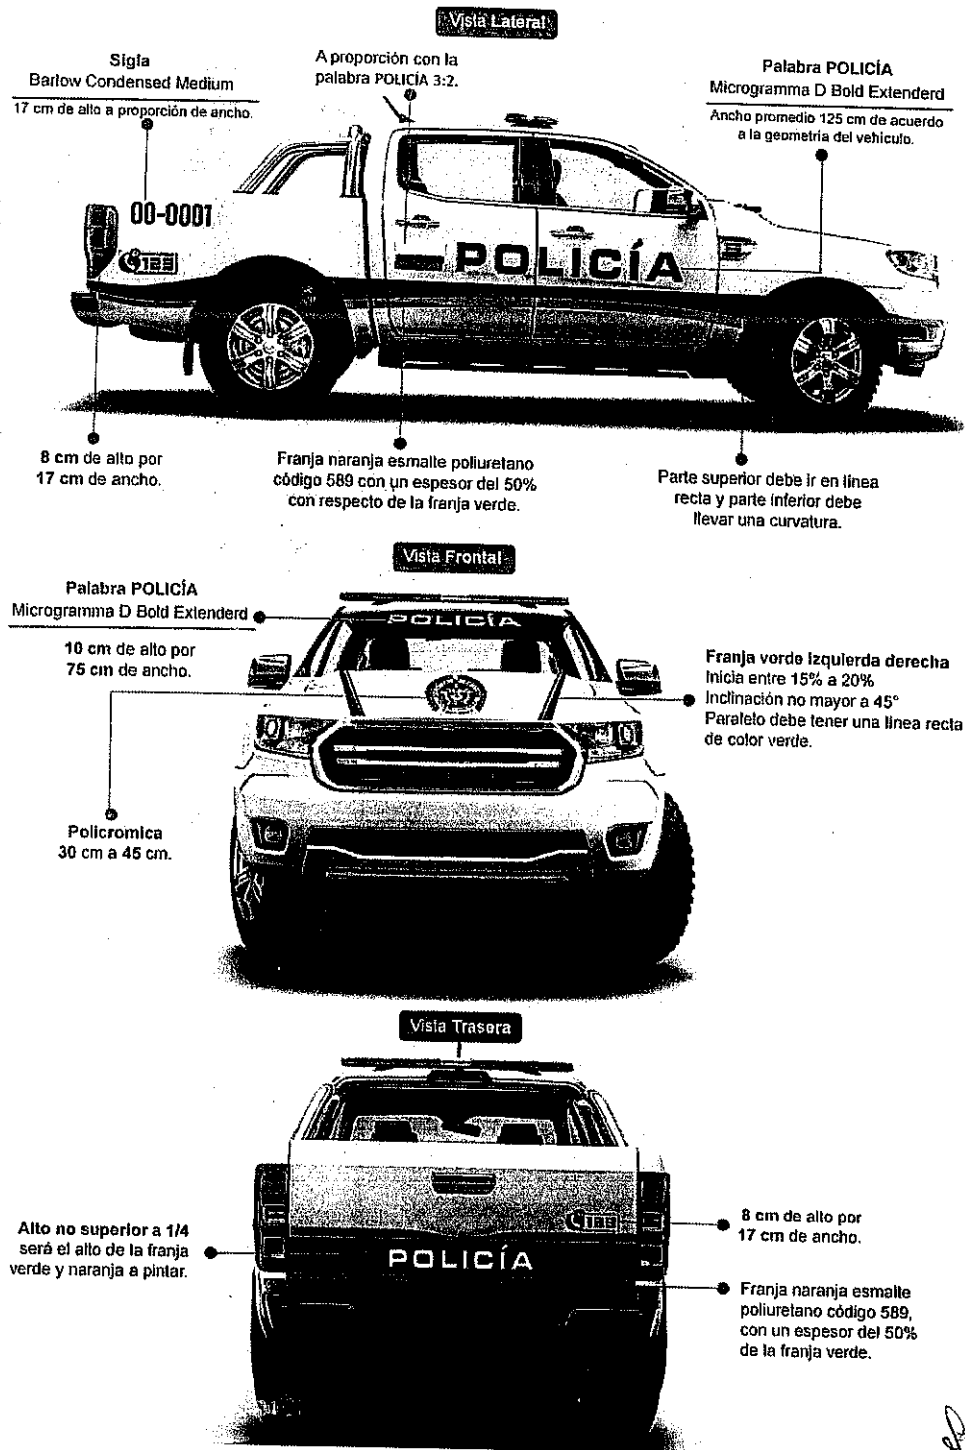 Vista Lateral
Sigla
Barlow Condensed Medium
17 cm de alto a proporción de ancho.
A proporción con la
palabra POLICÍA 3:2.
Palabra POLICÍA
Microgramma D Bold Extenderd
Ancho promedio 125 cm de acuerdo
a la geometría del vehículo.
00-0001
123
POLICÍA
8 cm de alto por
17 cm de ancho.
Franja naranja esmalte poliuretano
código 589 con un espesor del 50%
con respecto de la franja verde.
Parte superior debe ir en línea
recta y parte inferior debe
llevar una curvatura.
Vista Frontal
Palabra POLICÍA
Microgramma D Bold Extenderd
10 cm de alto por
75 cm de ancho.
POLICÍA
Franja verde izquierda derecha
Inicia entre 15% a 20%
Inclinación no mayor a 45°
Paralelo debe tener una línea recta
de color verde.
Policromica
30 cm a 45 cm.
Vista Trasera
Alto no superior a 1/4
será el alto de la franja
verde y naranja a pintar.
123
POLICÍA
8 cm de alto por
17 cm de ancho.
Franja naranja esmalte
poliuretano código 589,
con un espesor del 50%
de la franja verde.